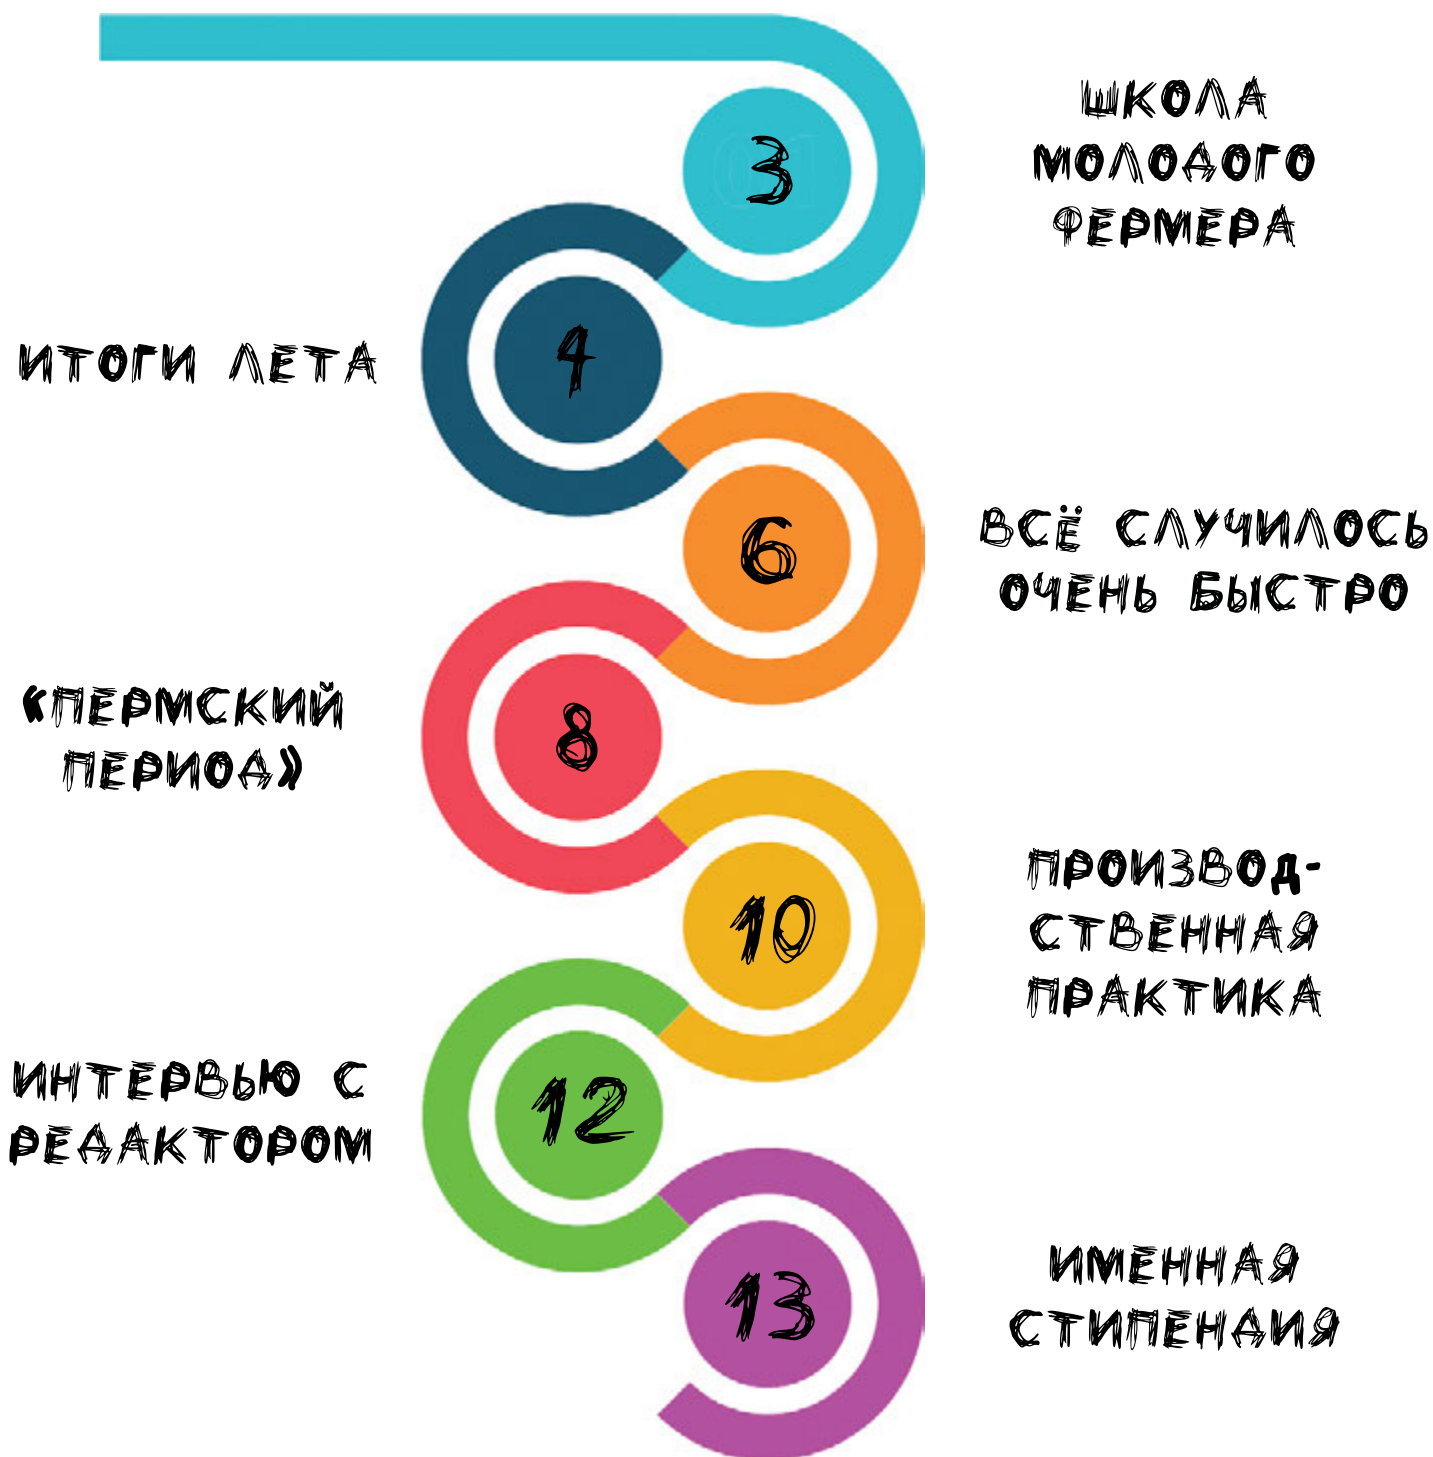 3
ШКОЛА
МОЛОДОГО
ФЕРМЕРА
4
ИТОГИ ЛЕТА
6
ВСЁ СЛУЧИЛОСЬ
ОЧЕНЬ БЫСТРО
8
«ПЕРМСКИЙ
ПЕРИОД»
10
ПРОИЗВОД-
СТВЕННАЯ
ПРАКТИКА
12
ИНТЕРВЬЮ С
РЕДАКТОРОМ
13
ИМЕННАЯ
СТИПЕНДИЯ